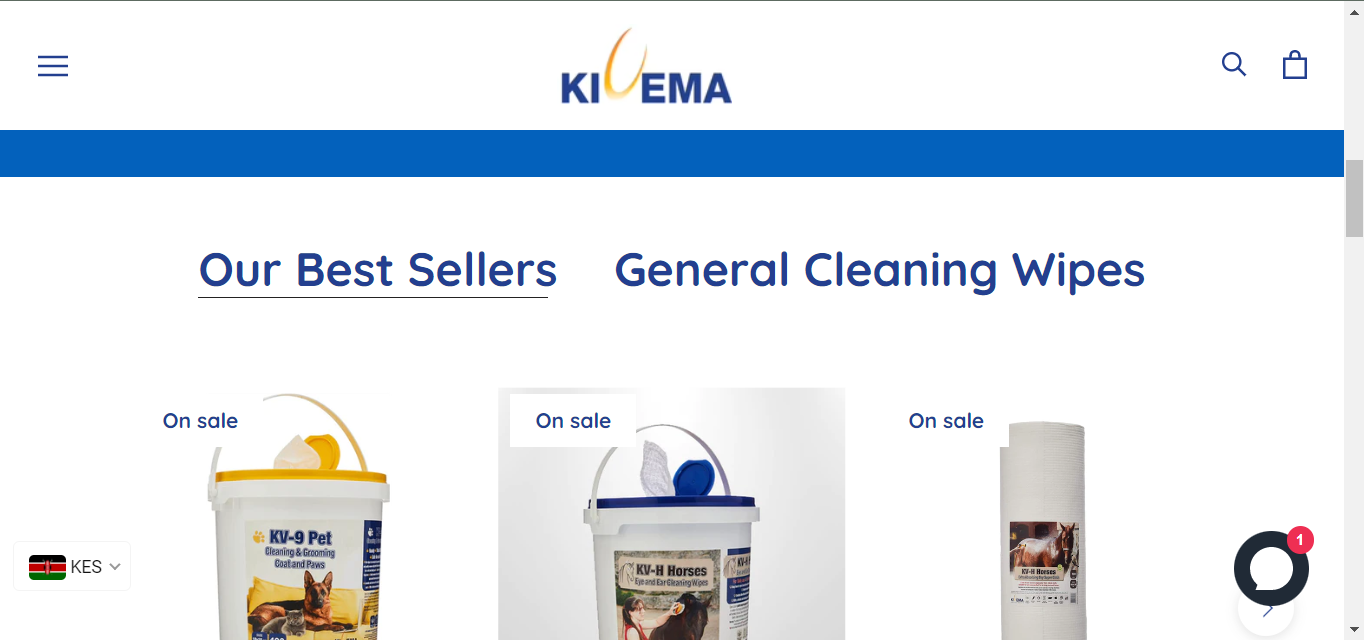 KIVEMA
Our Best Sellers
General Cleaning Wipes
On sale
On sale
On sale
KV-9 Pet
Cleaning & Grooming
Coat and Paws
KV-H Horses
Eye and Ear Cleaning Wipes
KV-H Horses
KES
1